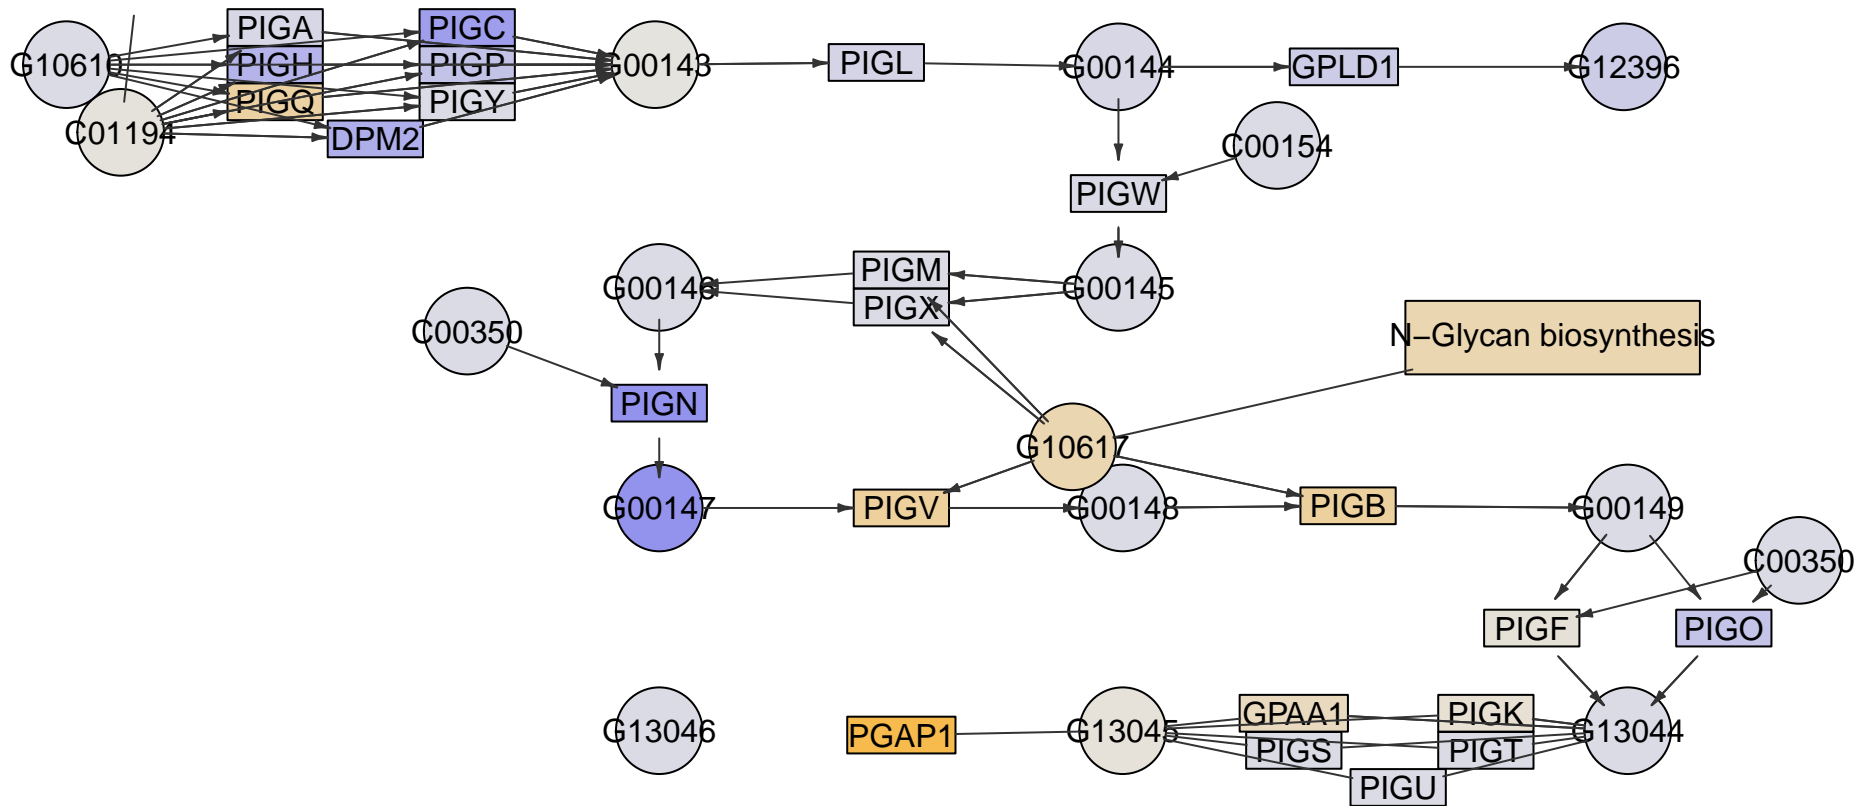 PIGA
PIGC
G10610
PIGH
PIGP
G00143
PIGL
G00144
GPLD1
G12396
PIGQ
PIGY
C01194
DPM2
C00154
PIGW
PIGM
G00146
G00145
PIGX
C00350
N–Glycan biosynthesis
PIGN
G10617
G00147
PIGV
G00148
PIGB
G00149
C00350
PIGF
PIGO
GPAA1
PIGK
G13046
PGAP1
G13045
G13044
PIGS
PIGT
PIGU